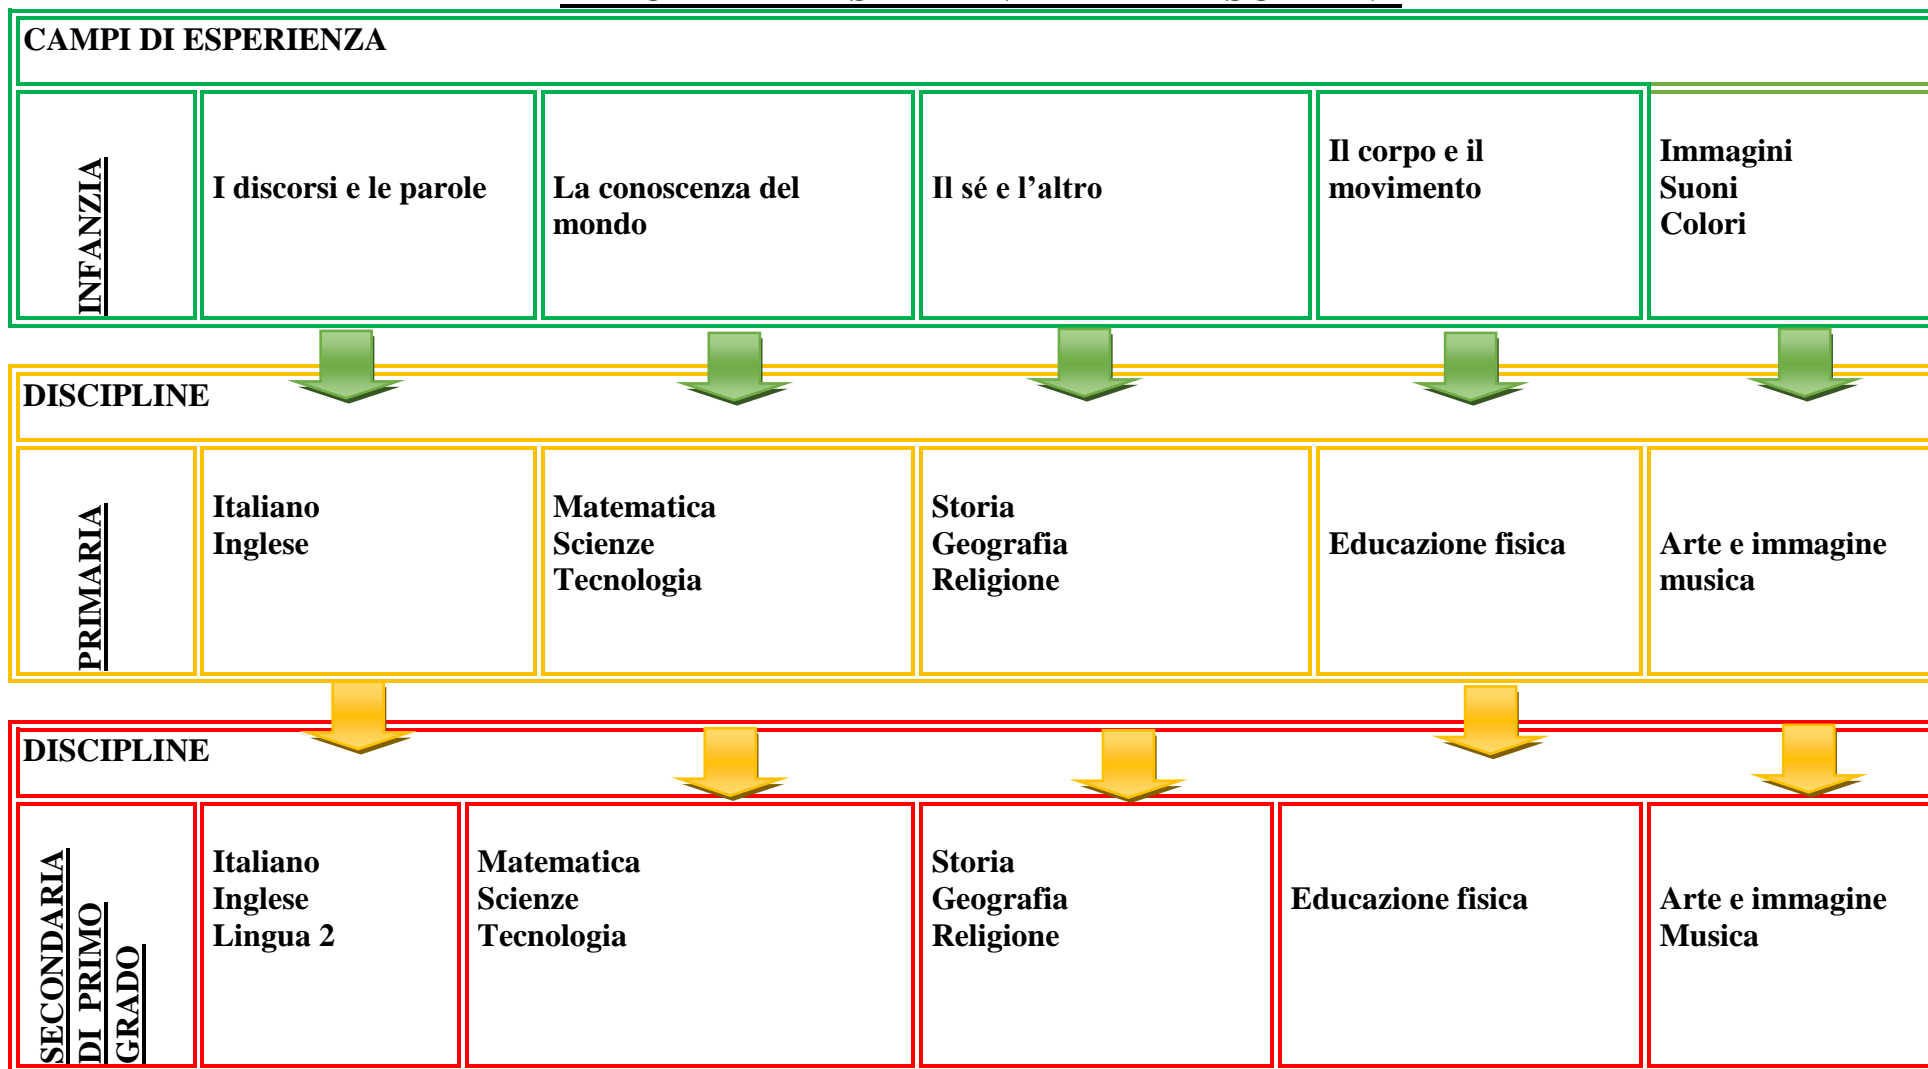 CAMPI DI ESPERIENZA
INFANZIA
I discorsi e le parole
La conoscenza del
mondo
Il sé e l’altro
Il corpo e il
movimento
Immagini
Suoni
Colori
DISCIPLINE
PRIMARIA
Italiano
Inglese
Matematica
Scienze
Tecnologia
Storia
Geografia
Religione
Educazione fisica
Arte e immagine
musica
DISCIPLINE
SECONDARIA
DI PRIMO
GRADO
Italiano
Inglese
Lingua 2
Matematica
Scienze
Tecnologia
Storia
Geografia
Religione
Educazione fisica
Arte e immagine
Musica